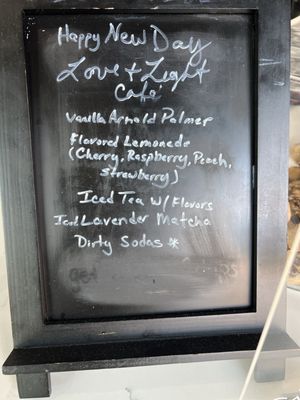 Happy New Day
Love + Light
Café
Vanilla Arnold Palmer
Flavored Lemonade
(Cherry, Raspberry, Peach,
Strawberry)
Iced Tea w/ Flavors
Iced Lavender Matcha
Dirty Sodas *